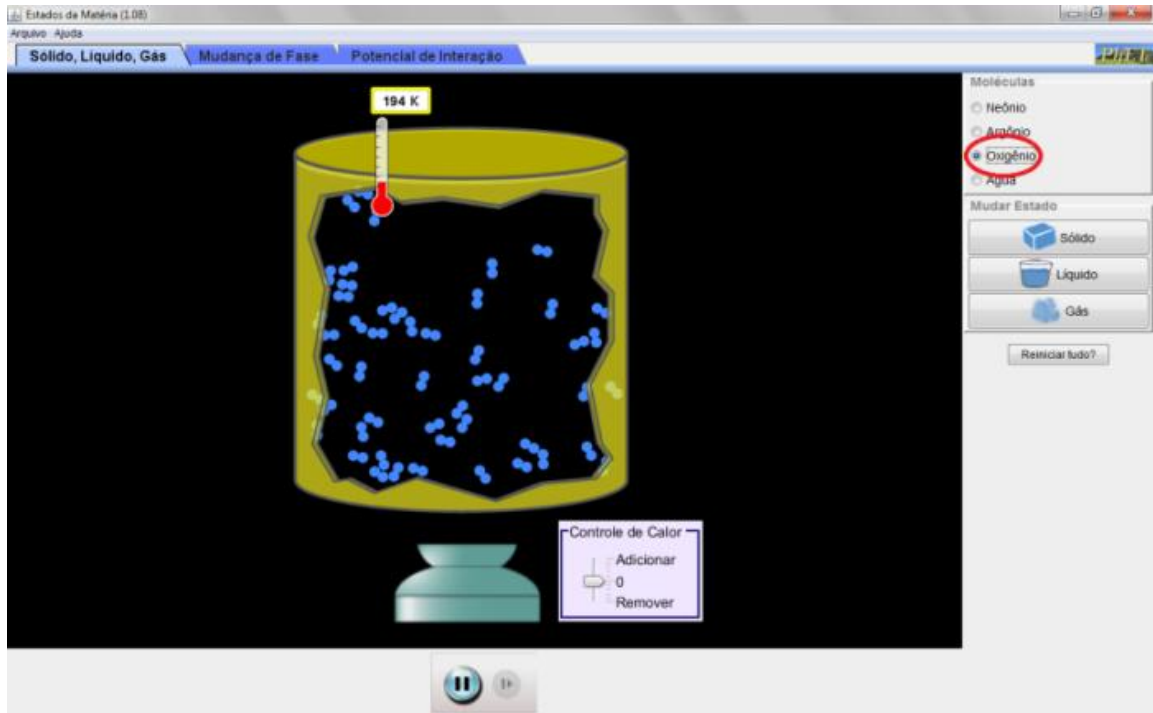 Estados da Matéria (1.08)
Arquivo Ajuda
Sólido, Líquido, Gás Mudança de Fase Potencial de Interação
194 K
Moléculas
Neônio
Argônio
Oxigênio
Água
Mudar Estado
Sólido
Líquido
Gás
Reiniciar tudo?
Controle de Calor
Adicionar
0
Remover